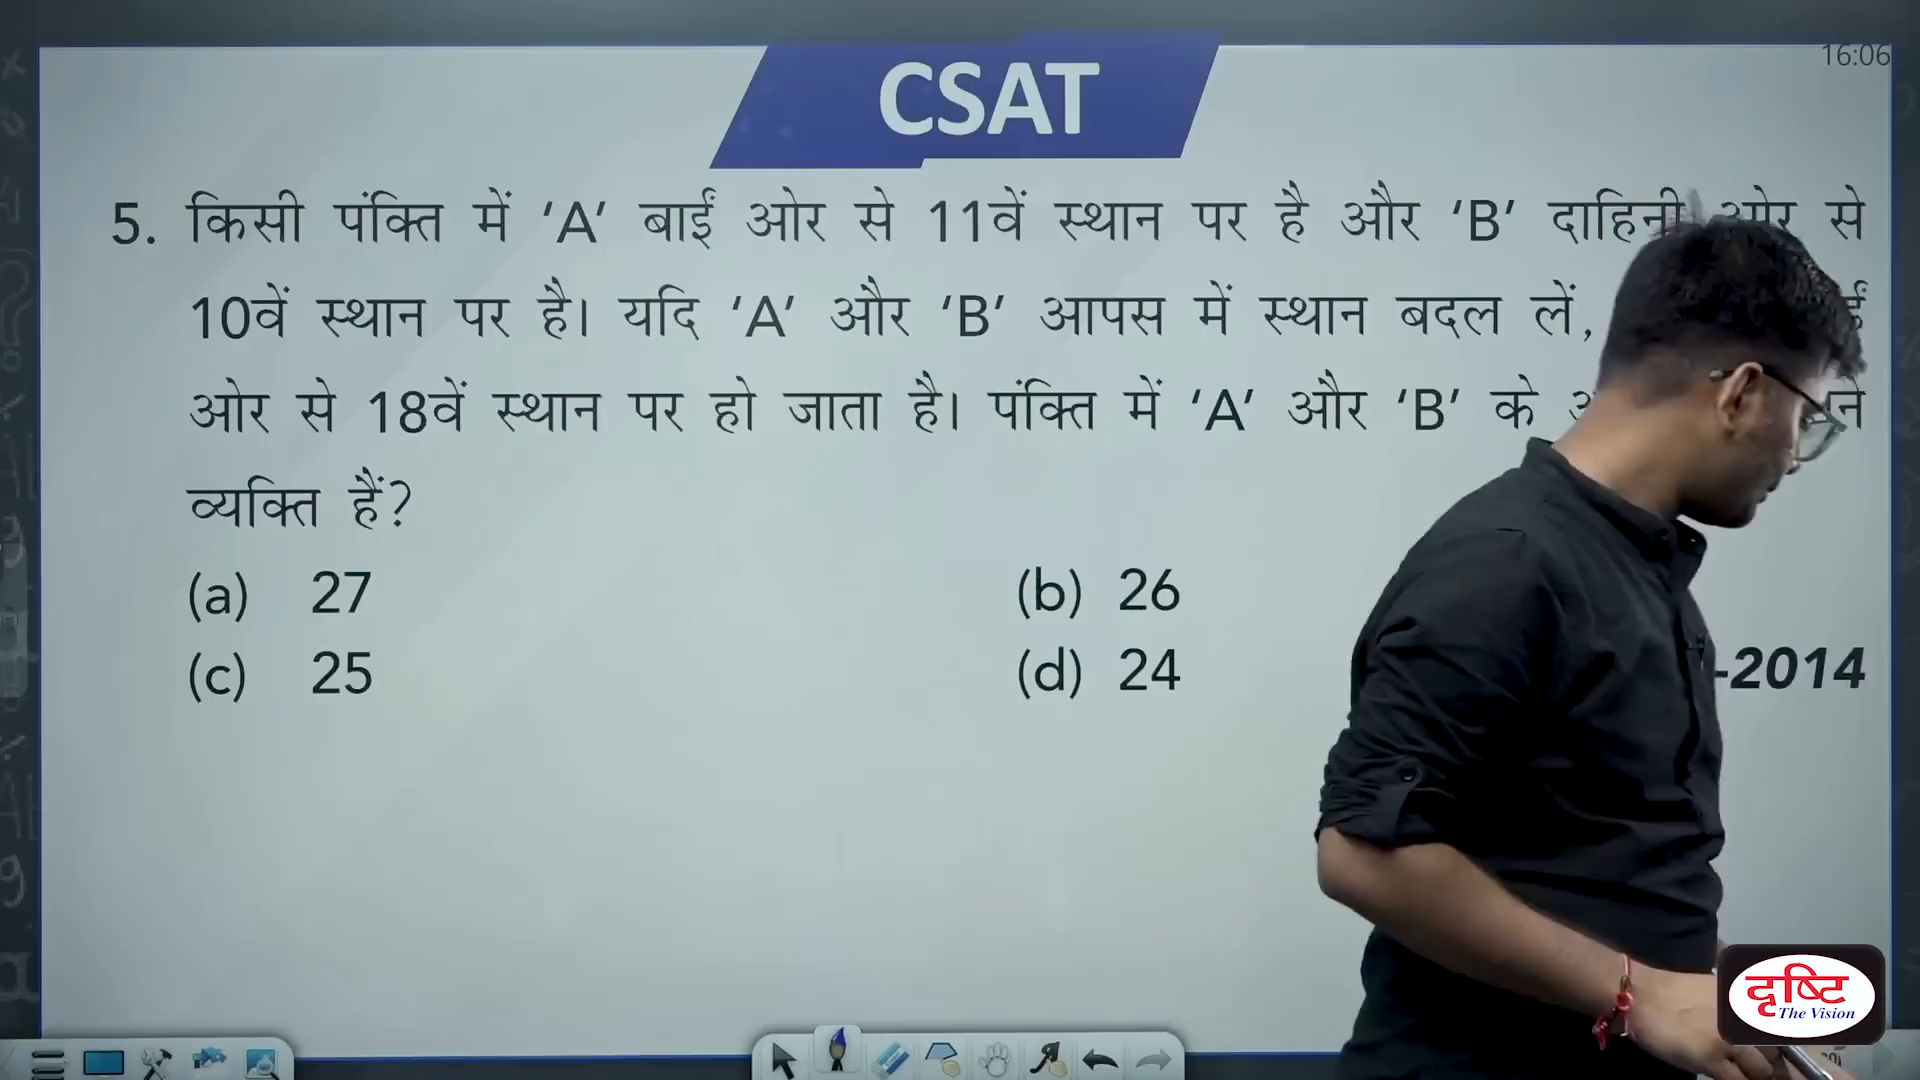 16:06
CSAT
5. किसी पंक्ति में ‘A’ बाईं ओर से 11वें स्थान पर है और ‘B’ दाहिनी ओर से
10वें स्थान पर है। यदि ‘A’ और ‘B’ आपस में स्थान बदल लें,
ओर से 18वें स्थान पर हो जाता है। पंक्ति में ‘A’ और ‘B’ के
व्यक्ति हैं?
(a) 27 (b) 26
(c) 25 (d) 24
-2014
दृष्टि
The Vision